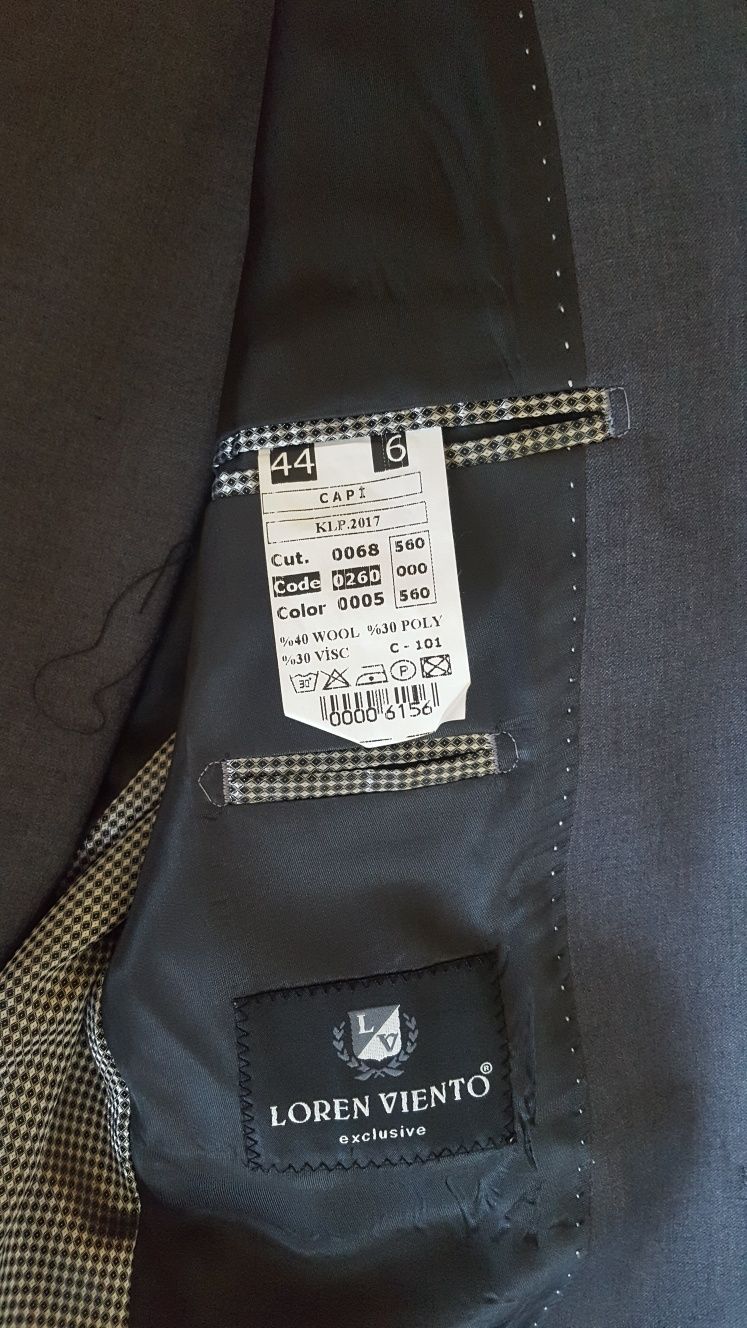 44 6
CAPİ
KLP.2017
Cut. 0068 560
Code 0260 000
Color 0005 560
%40 WOOL %30 POLY
%30 VİSC C - 101
30° P
0000 6156
L V
LOREN VIENTO®
exclusive